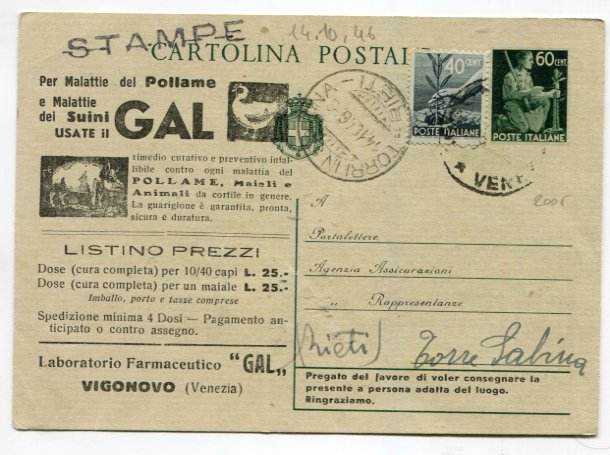 STAMPE
14.10.46
CARTOLINA POSTALE
Per Malattie del Pollame
e Malattie
dei Suini
USATE il
GAL
timedio curativo e preventivo infal-
libile contro ogni malattia del
POLLAME, Maiali e
Animali da cortile in genere.
La guarigione è garantita, pronta,
sicura e duratura.
LISTINO PREZZI
Dose (cura completa) per 10/40 capi L. 25.-
Dose (cura completa) per un maiale L. 25.-
Imballo, porto e tasse comprese
Spedizione minima 4 Dosi — Pagamento an-
ticipato o contro assegno.
Laboratorio Farmaceutico "GAL"
VIGONOVO (Venezia)
40 CENT.
POSTE ITALIANE
60 CENT.
POSTE ITALIANE
TORRI IN
RIETI
VENE
A
Portalettere
Agenzia Assicurazioni
„ Rappresentanze
(Rieti)
Torre Sabina
Pregato del favore di voler consegnare la
presente a persona adatta del luogo.
Ringraziamo.